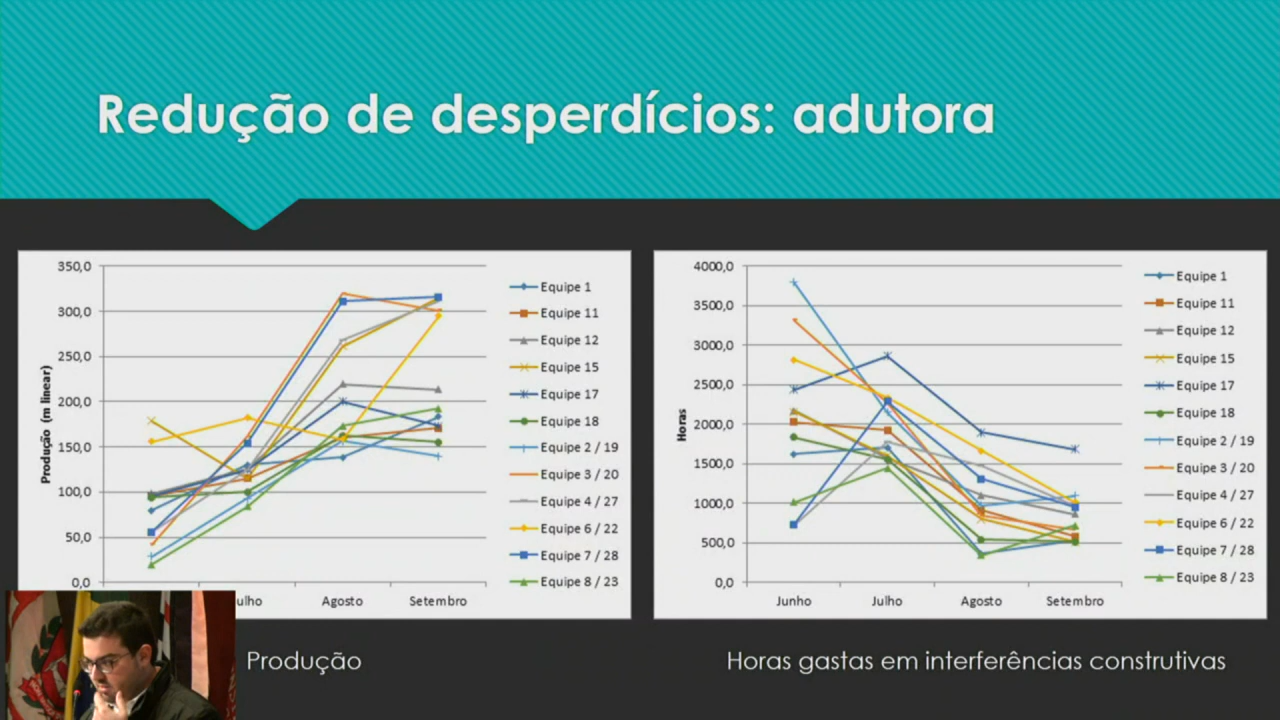 Redução de desperdícios: adutora
350,0
300,0
250,0
200,0
150,0
100,0
50,0
0,0
Produção (m linear)
ulho
Agosto
Setembro
Equipe 1
Equipe 11
Equipe 12
Equipe 15
Equipe 17
Equipe 18
Equipe 2 / 19
Equipe 3 / 20
Equipe 4 / 27
Equipe 6 / 22
Equipe 7 / 28
Equipe 8 / 23
4000,0
3500,0
3000,0
2500,0
2000,0
1500,0
1000,0
500,0
0,0
Horas
Junho
Julho
Agosto
Setembro
Equipe 1
Equipe 11
Equipe 12
Equipe 15
Equipe 17
Equipe 18
Equipe 2 / 19
Equipe 3 / 20
Equipe 4 / 27
Equipe 6 / 22
Equipe 7 / 28
Equipe 8 / 23
Produção
Horas gastas em interferências construtivas